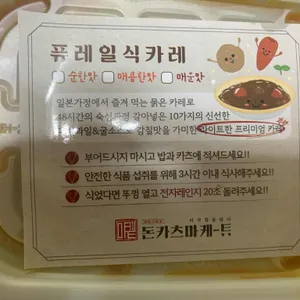 퓨레일식카레
순한맛 매콤한맛 매운맛
일본가정에서 즐겨 먹는 묽은 카레로
48시간의 숙성과정 갈아넣은 10가지의 신선한
과일&굴소스로 감칠맛을 가미한 라이트한 프리미엄 카레
부어드시지 마시고 밥과 카츠에 적셔드세요!!
안전한 식품 섭취를 위해 3시간 이내 식사해주세요!!
식었다면 뚜껑 열고 전자레인지 20초 돌려주세요!!
돈카츠마케트